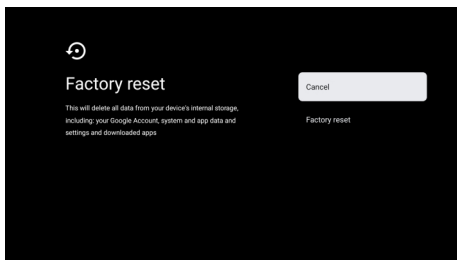 Factory reset
This will delete all data from your device's internal storage,
including: your Google Account, system and app data and
settings and downloaded apps
Cancel
Factory reset